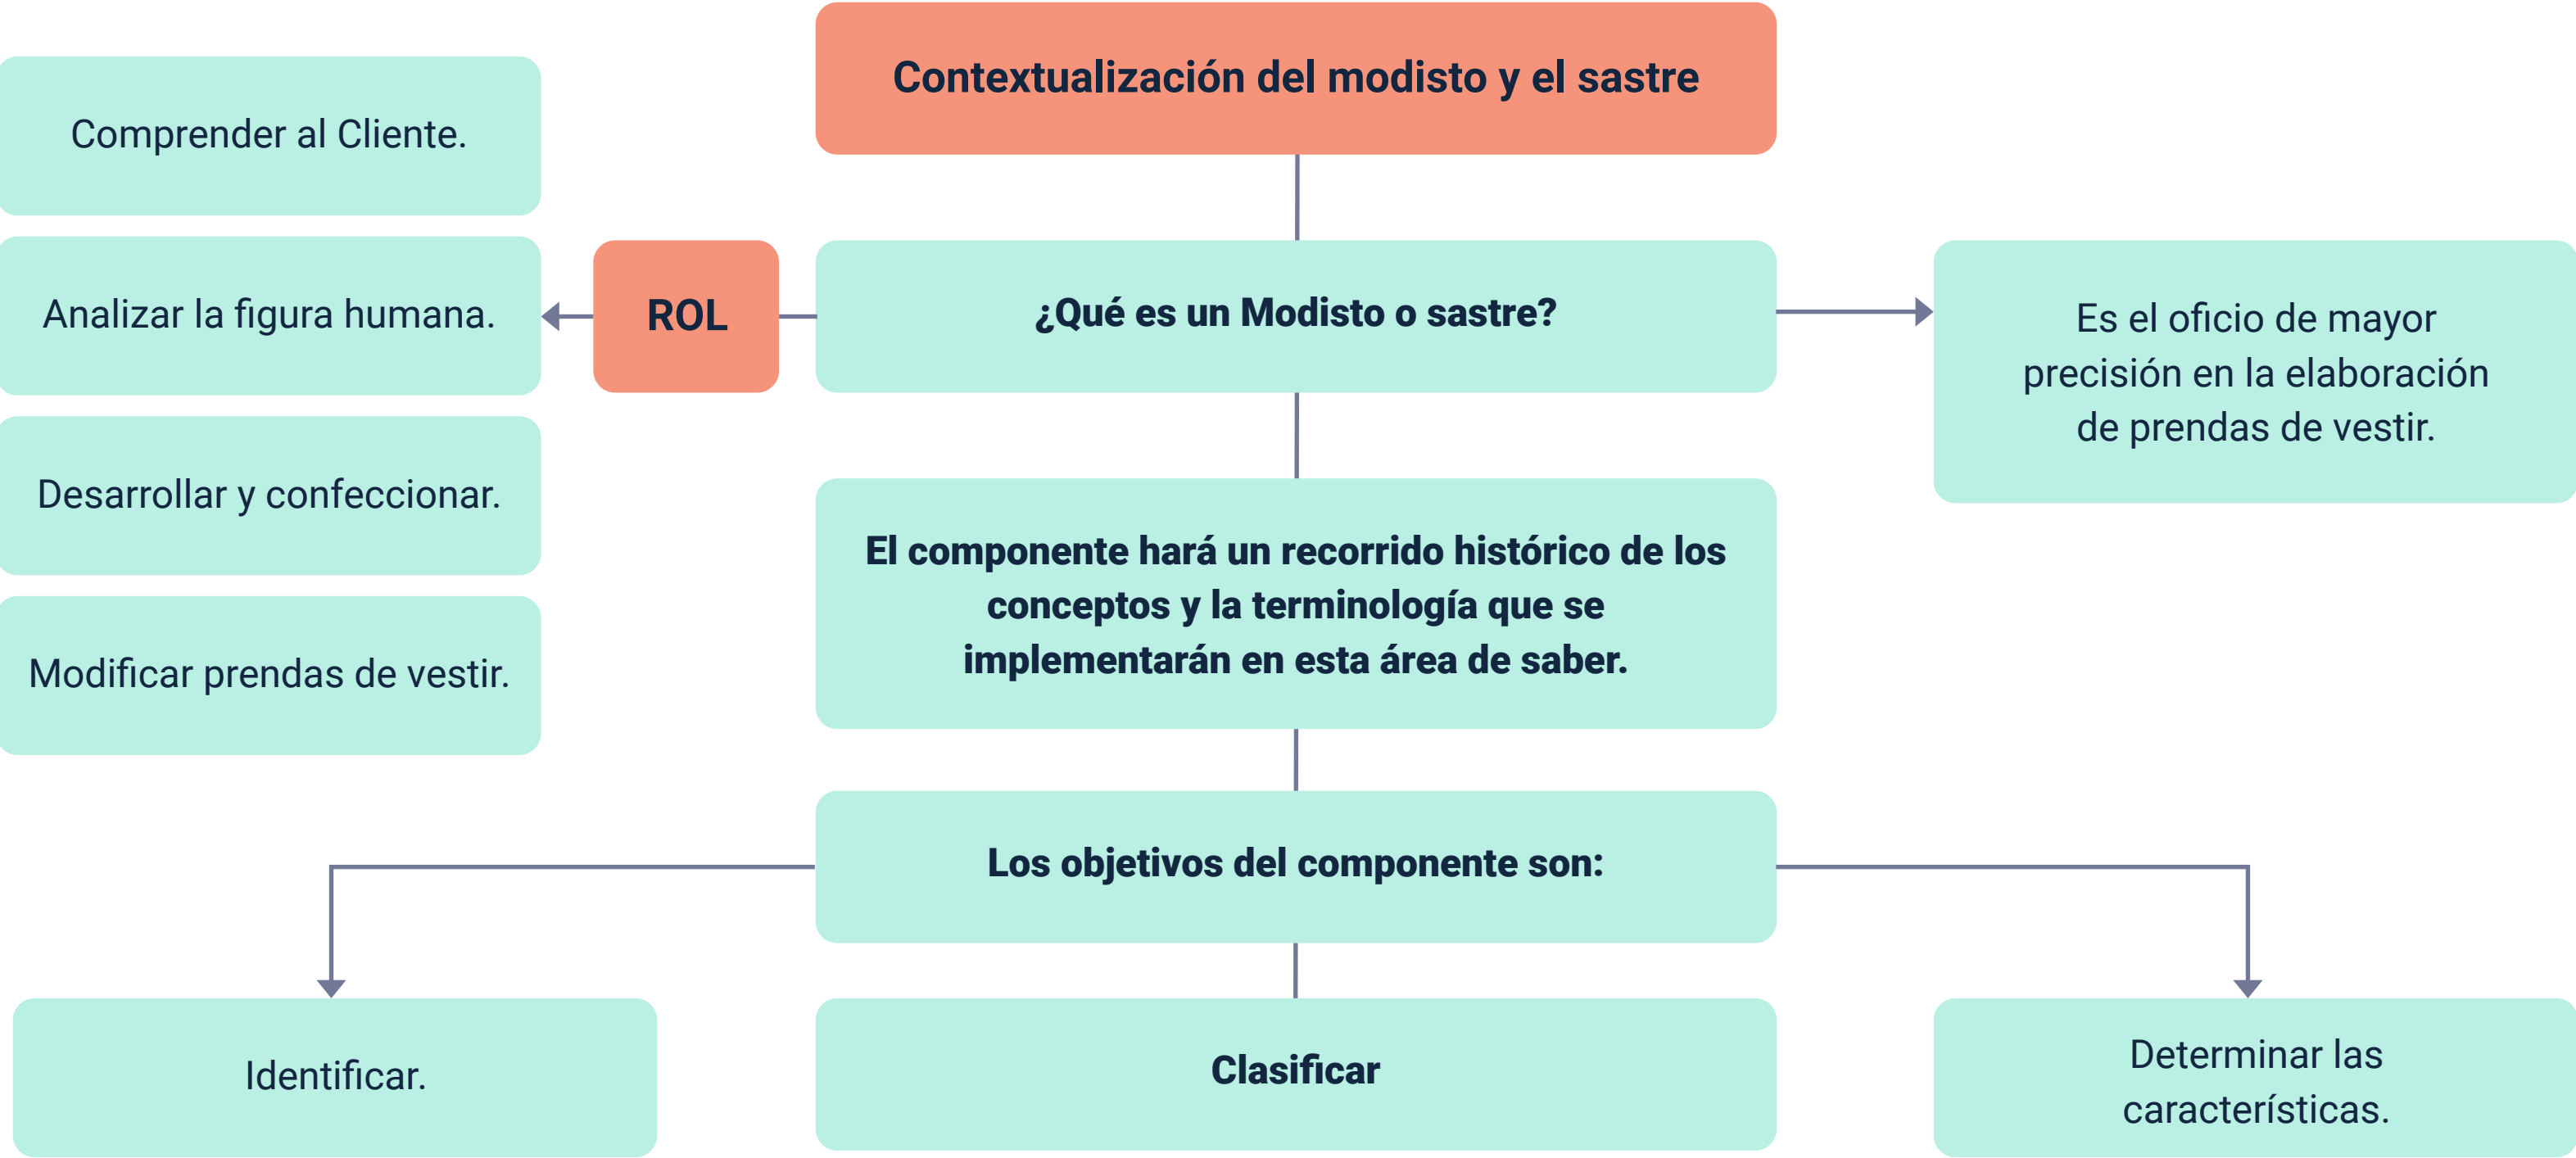 Contextualización del modisto y el sastre
Comprender al Cliente.
Analizar la figura humana.
Desarrollar y confeccionar.
Modificar prendas de vestir.
ROL
¿Qué es un Modisto o sastre?
Es el oficio de mayor
precisión en la elaboración
de prendas de vestir.
El componente hará un recorrido histórico de los
conceptos y la terminología que se
implementarán en esta área de saber.
Los objetivos del componente son:
Identificar.
Clasificar
Determinar las
características.